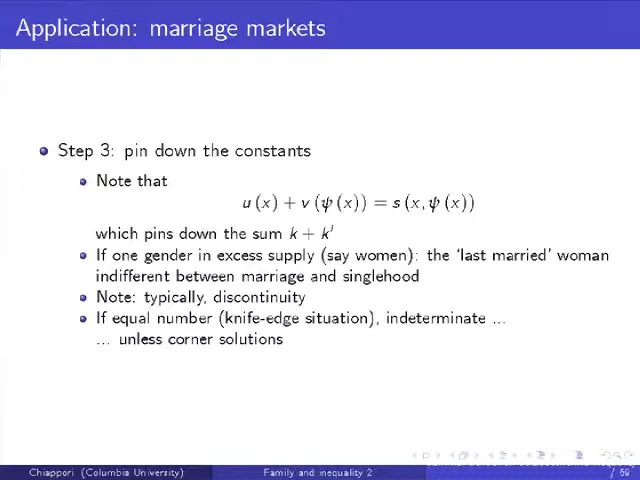 Application: marriage markets
Step 3: pin down the constants
Note that
u (x) + v (ψ (x)) = s (x, ψ (x))
which pins down the sum k + k′
If one gender in excess supply (say women): the ‘last married’ woman
indifferent between marriage and singlehood
Note: typically, discontinuity
If equal number (knife-edge situation), indeterminate ...
... unless corner solutions
Chiappori (Columbia University) Family and inequality 2 / 69